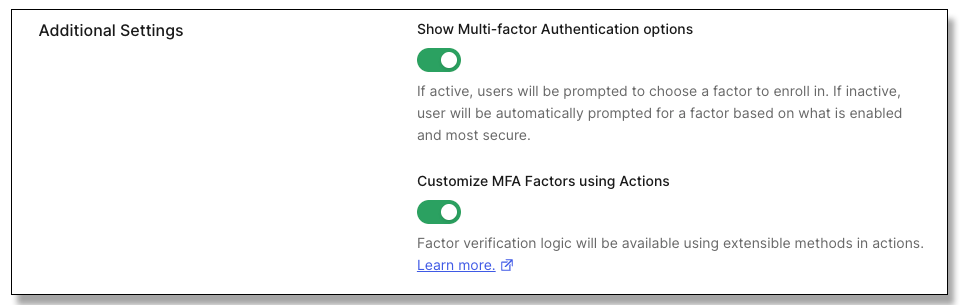 Additional Settings
Show Multi-factor Authentication options
If active, users will be prompted to choose a factor to enroll in. If inactive,
user will be automatically prompted for a factor based on what is enabled
and most secure.
Customize MFA Factors using Actions
Factor verification logic will be available using extensible methods in actions.
Learn more.